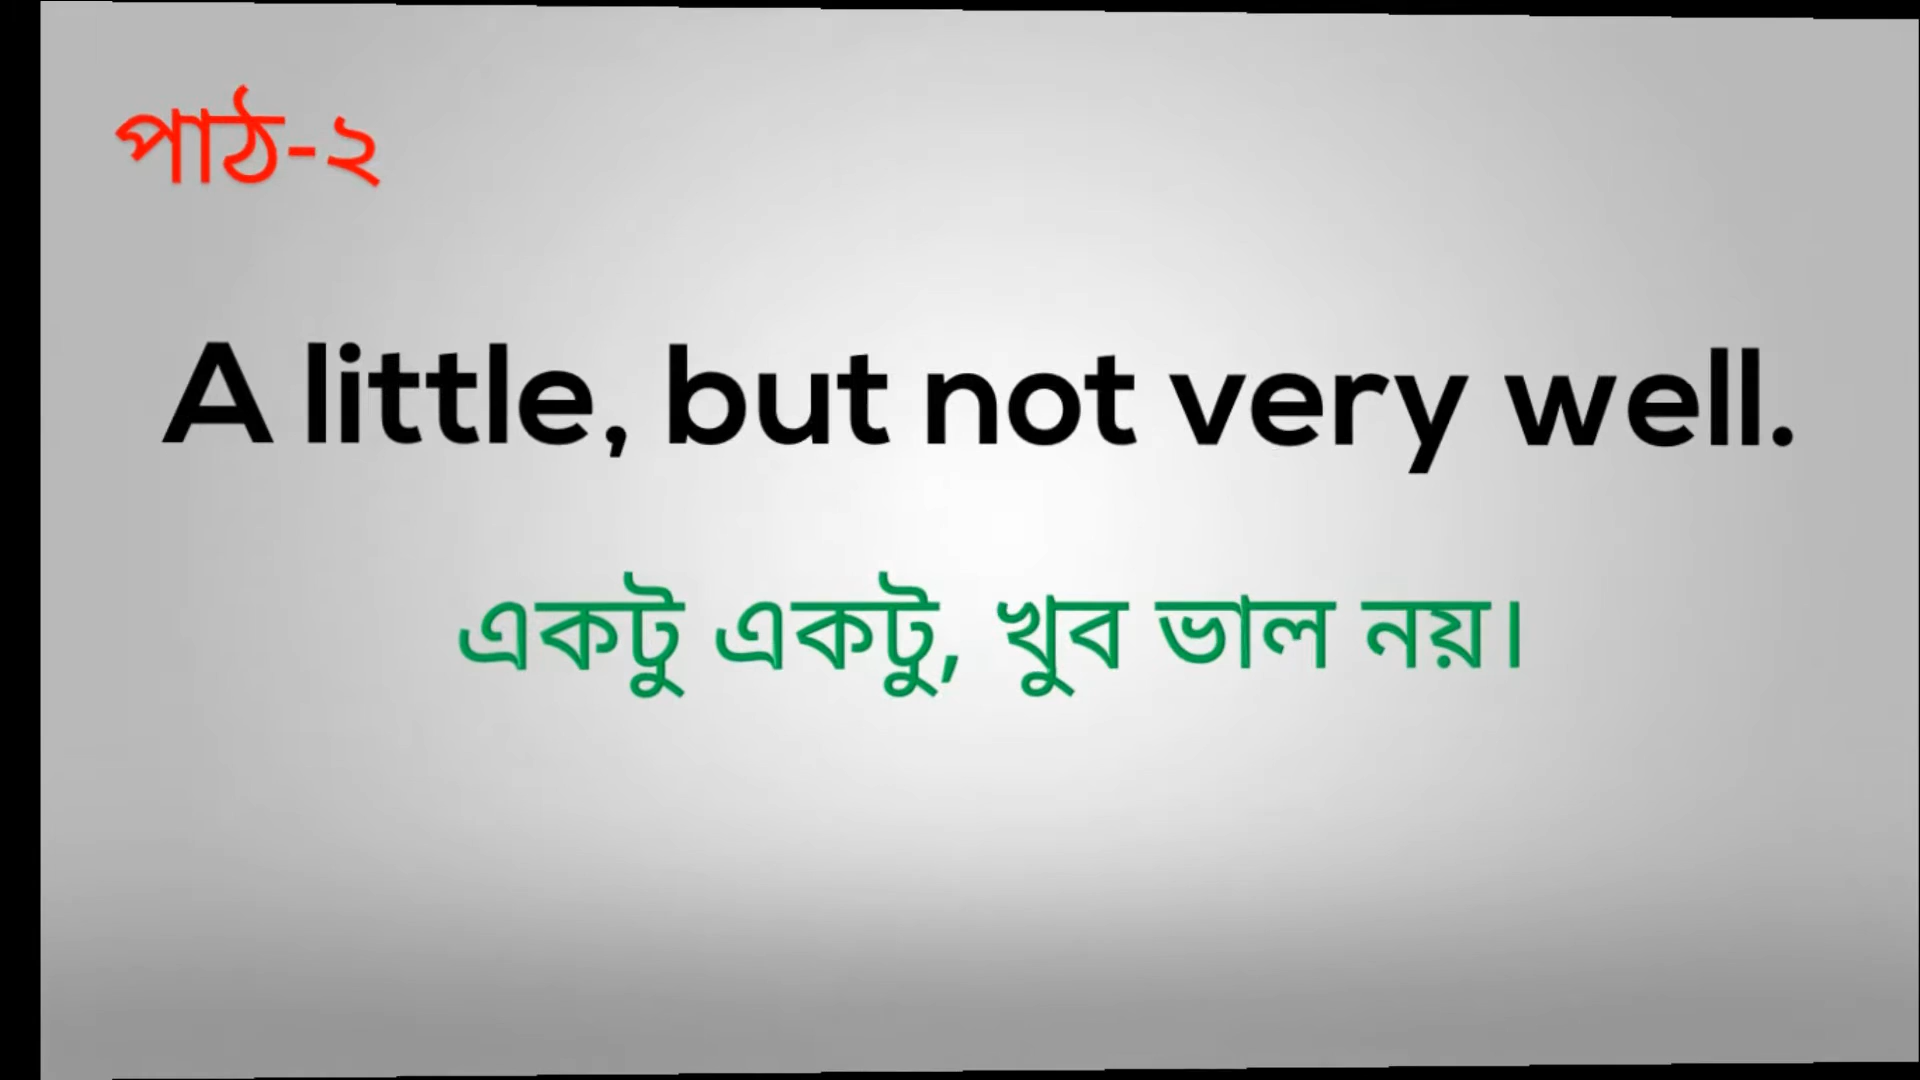 পাঠ-২
A little, but not very well.
একটু একটু, খুব ভাল নয়।